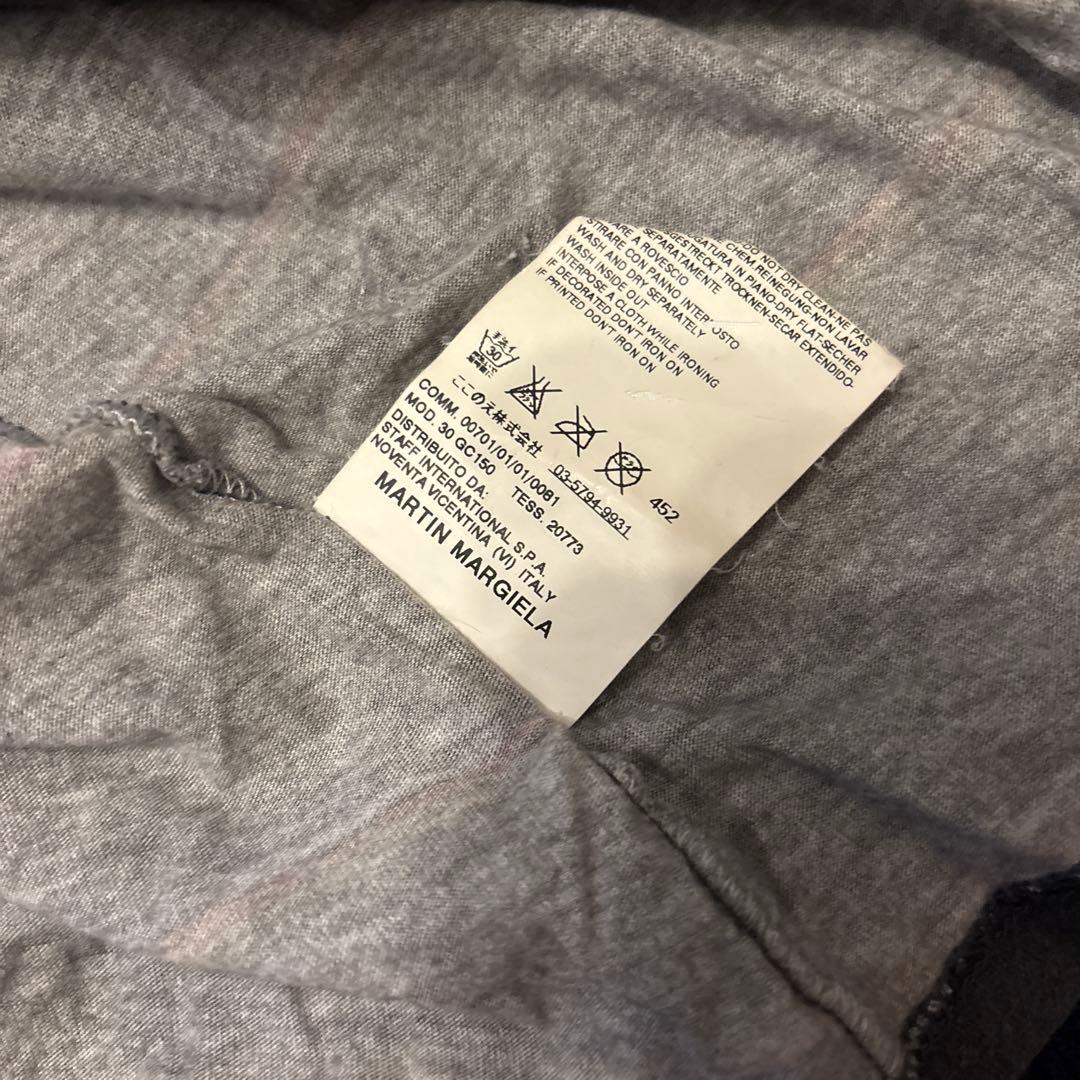 DO NOT DRY CLEAN-NE PAS
CHEM REINEGUNG-NON LAVAR
IN PIANO-DRY FLAT-SECHER
GESTRECKT TROCKNEN-SECAR EXTENDIDO-
SEPARATAMENTE
STIRARE A ROVESCIO
STIRARE CON PANNO
WASH AND DRY SEPARATELY
WASH INSIDE OUT
INTERPOSE A CLOTH WHILE IRONING
IF DECORATED DON'T IRON ON
IF PRINTED DON'T IRON ON
30
452
ここのえ株式会社 03-5794-9931
COMM. 00701/01/01/0081
MOD. 30 GC150 TESS. 20773
DISTRIBUITO DA:
STAFF INTERNATIONAL S.P.A.
NOVENTA VICENTINA (VI) ITALY
MARTIN MARGIELA